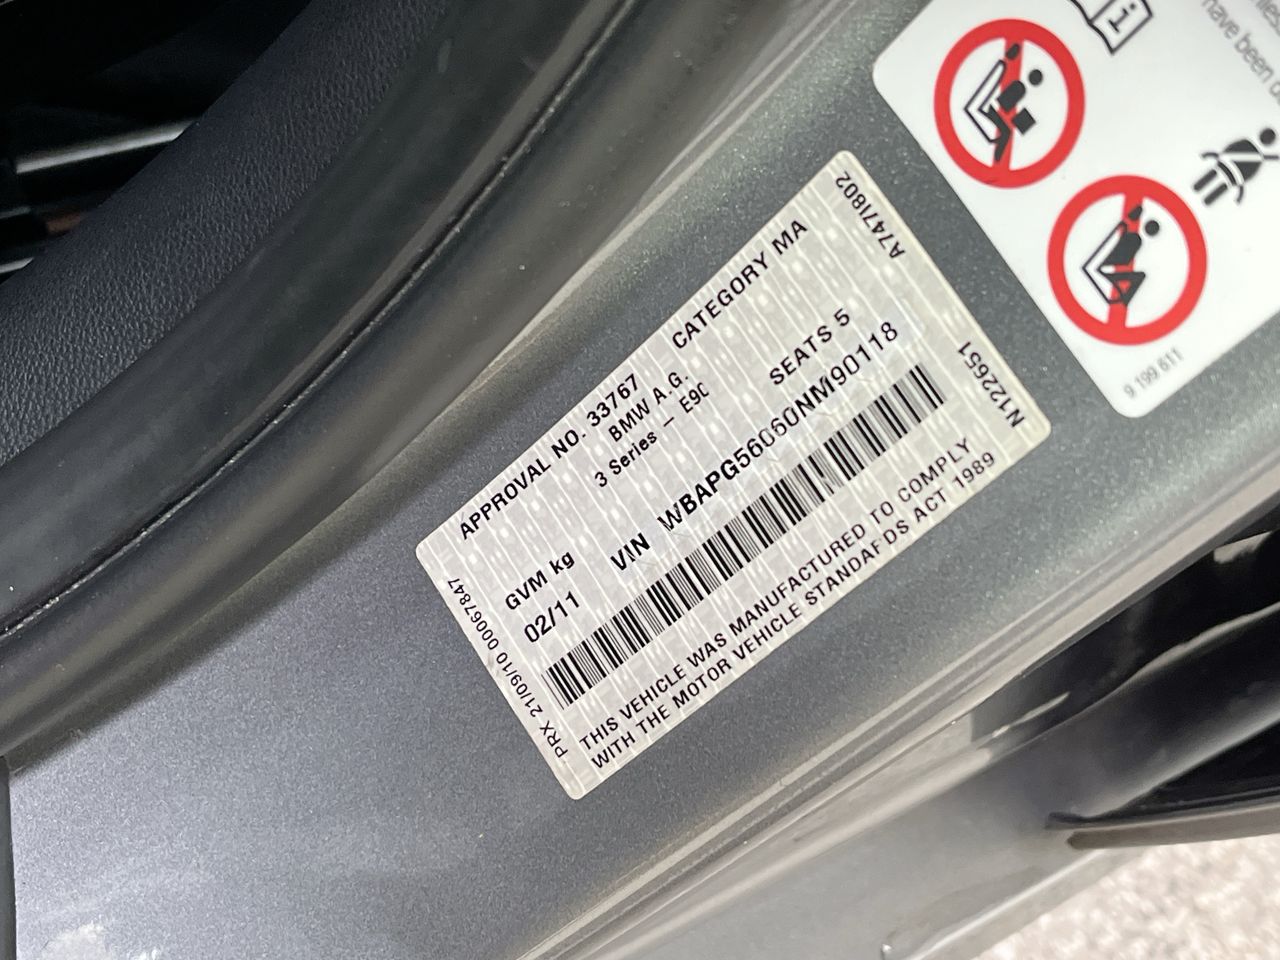 APPROVAL NO. 33767 CATEGORY MA
BMW A.G.
3 Series – E90 SEATS 5
GVM kg
02/11 VIN WBAPG56060NM90118
THIS VEHICLE WAS MANUFACTURED TO COMPLY
WITH THE MOTOR VEHICLE STANDARDS ACT 1989
PRX 21/09/10 00067847
A7471802
N122651
i
have been
9 199 611